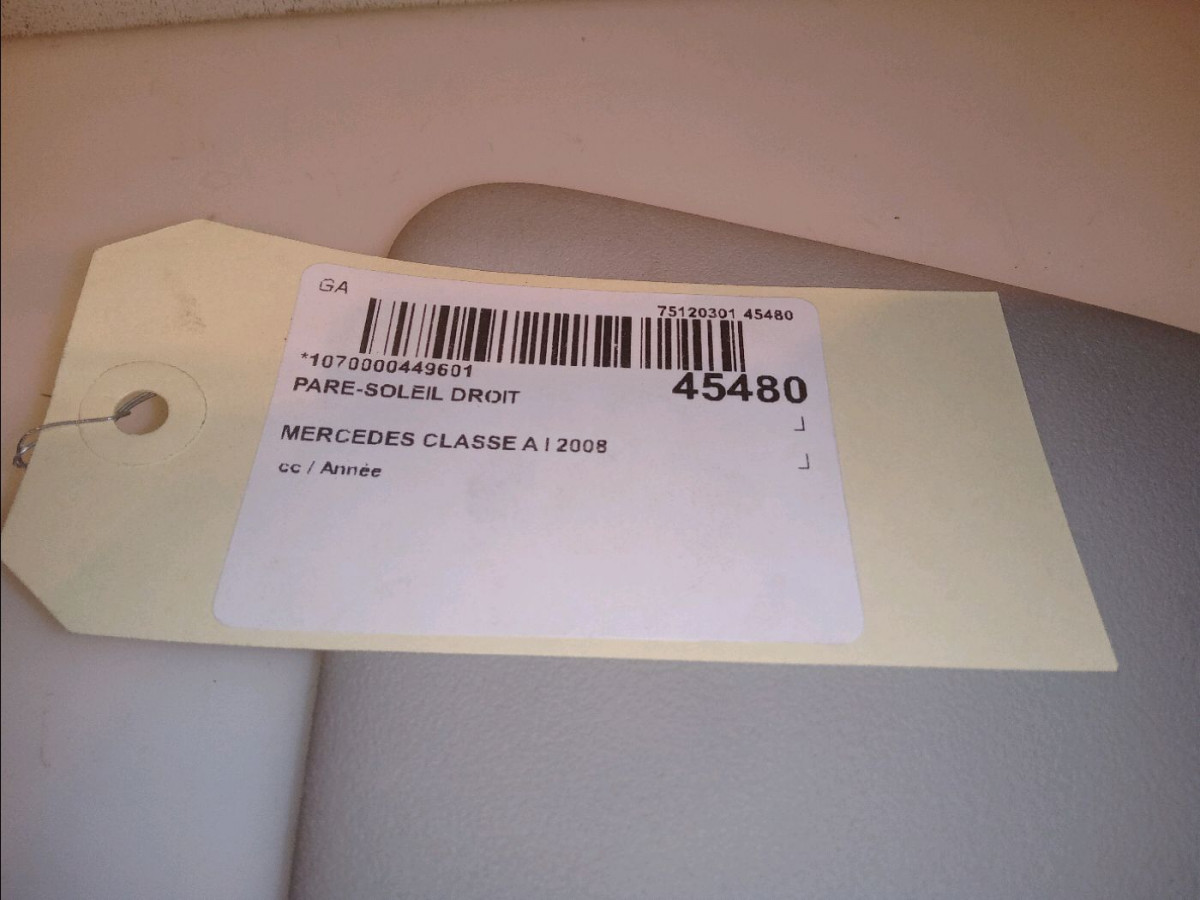 GA
75120301 45480
*1070000449601
45480
PARE-SOLEIL DROIT
MERCEDES CLASSE A I 2008
cc / Année